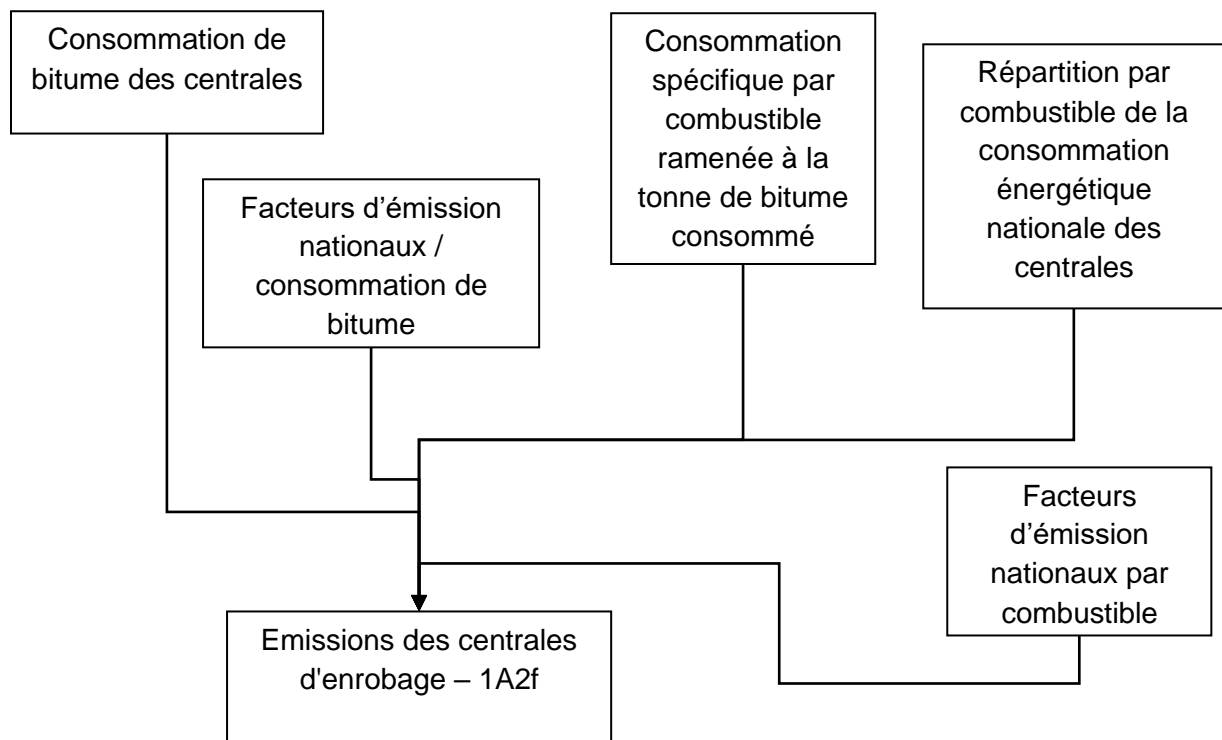 Consommation de
bitume des centrales
Facteurs d’émission
nationaux /
consommation de
bitume
Consommation
spécifique par
combustible
ramenée à la
tonne de bitume
consommé
Répartition par
combustible de la
consommation
énergétique
nationale des
centrales
Facteurs
d’émission
nationaux par
combustible
Emissions des centrales
d'enrobage – 1A2f